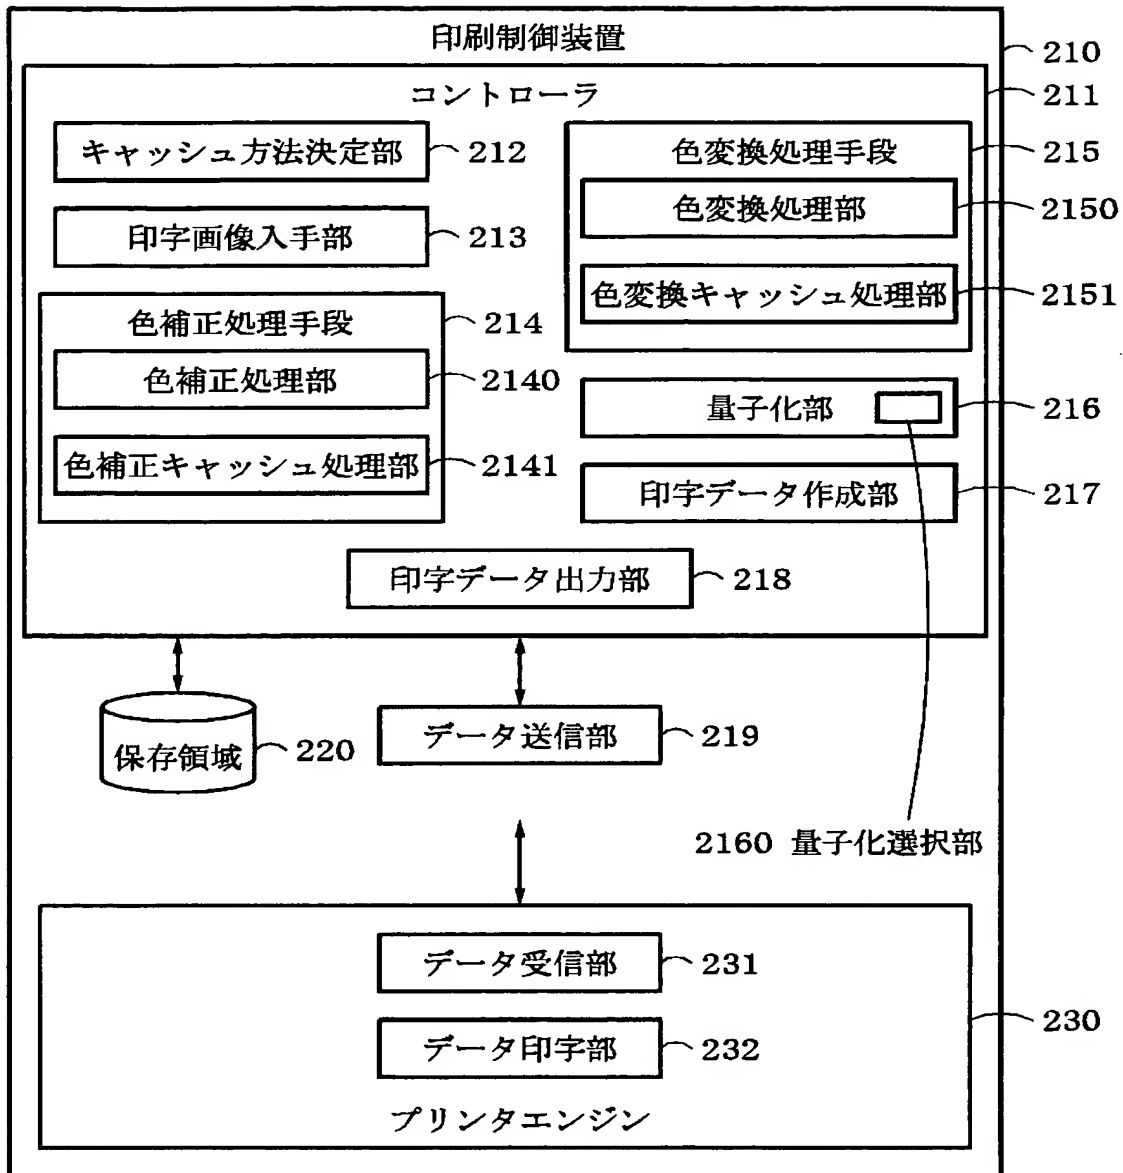 印刷制御装置
210
コントローラ
211
キャッシュ方法決定部
212
印字画像入手部
213
色補正処理手段
214
色補正処理部
2140
色補正キャッシュ処理部
2141
色変換処理手段
215
色変換処理部
2150
色変換キャッシュ処理部
2151
量子化部
216
印字データ作成部
217
印字データ出力部
218
保存領域
220
データ送信部
219
2160 量子化選択部
データ受信部
231
データ印字部
232
プリンタエンジン
230